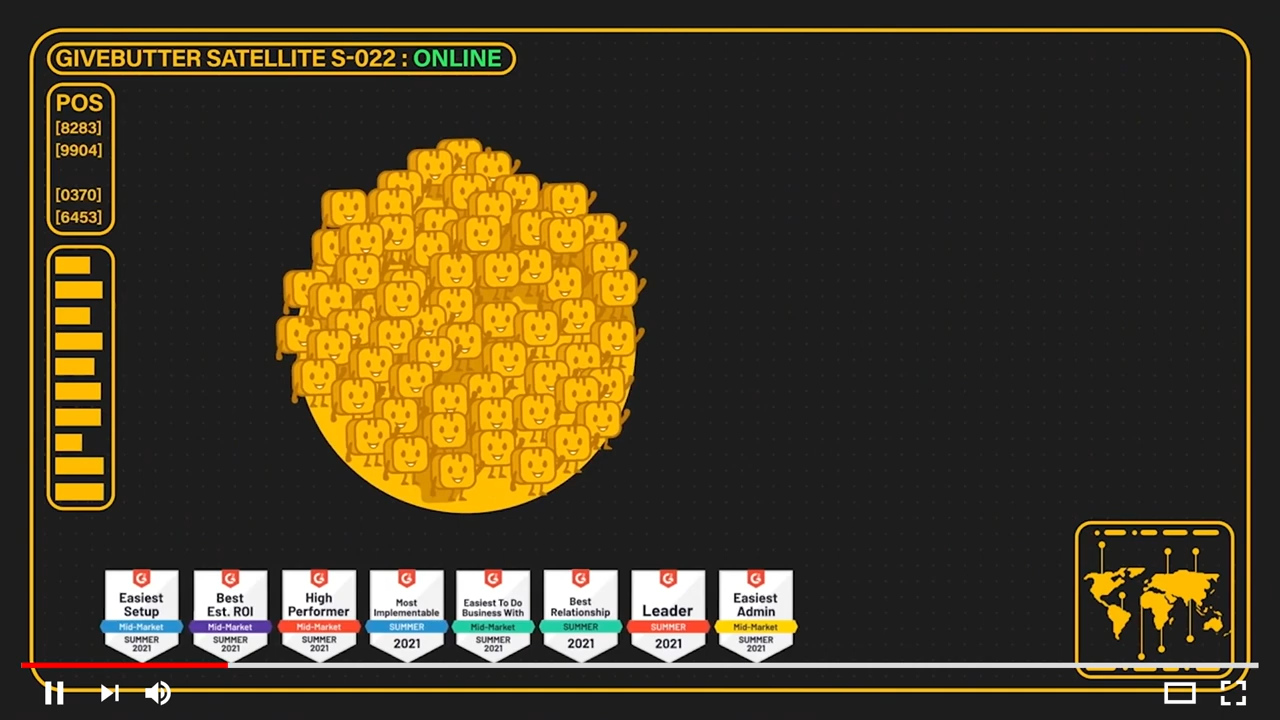 GIVEBUTTER SATELLITE S-022 : ONLINE
POS
[8283]
[9904]
[0370]
[6453]
Easiest
Setup
Mid-Market
SUMMER
2021
Best
Est. ROI
Mid-Market
SUMMER
2021
High
Performer
Mid-Market
SUMMER
2021
Most
Implementable
SUMMER
2021
Easiest To Do
Business With
Mid-Market
SUMMER
2021
Best
Relationship
Mid-Market
SUMMER
2021
Leader
SUMMER
2021
Easiest
Admin
Mid-Market
SUMMER
2021